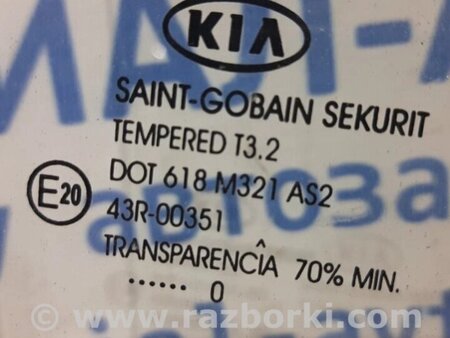 KIA
SAINT-GOBAIN SEKURIT
TEMPERED T3.2
DOT 618 M321 AS2
E20
43R-00351
TRANSPARENCÎA 70% MIN.
...... 0
© www.razborki.com